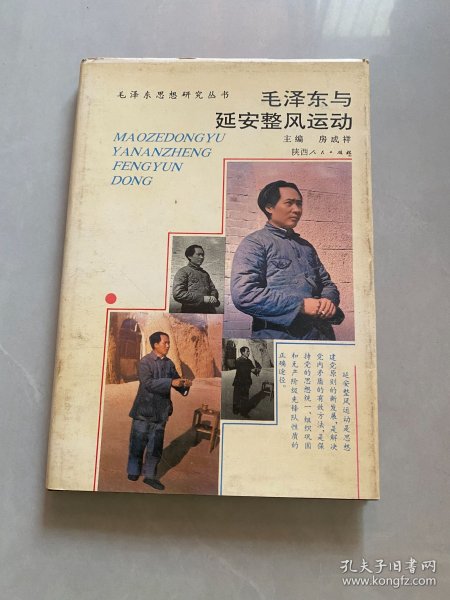 毛泽东思想研究丛书
毛泽东与
延安整风运动
主编 房成祥
陕西人民出版
MAOZEDONGYU
YANANZHENG
FENGYUN
DONG
延安整风运动是思想
建党原则的新发展，是解决
党内矛盾的有效方法，是保
持党的思想统一、组织巩固
和无产阶级先锋队性质的
正确途径。
孔夫子旧书网
www.kongfz.com